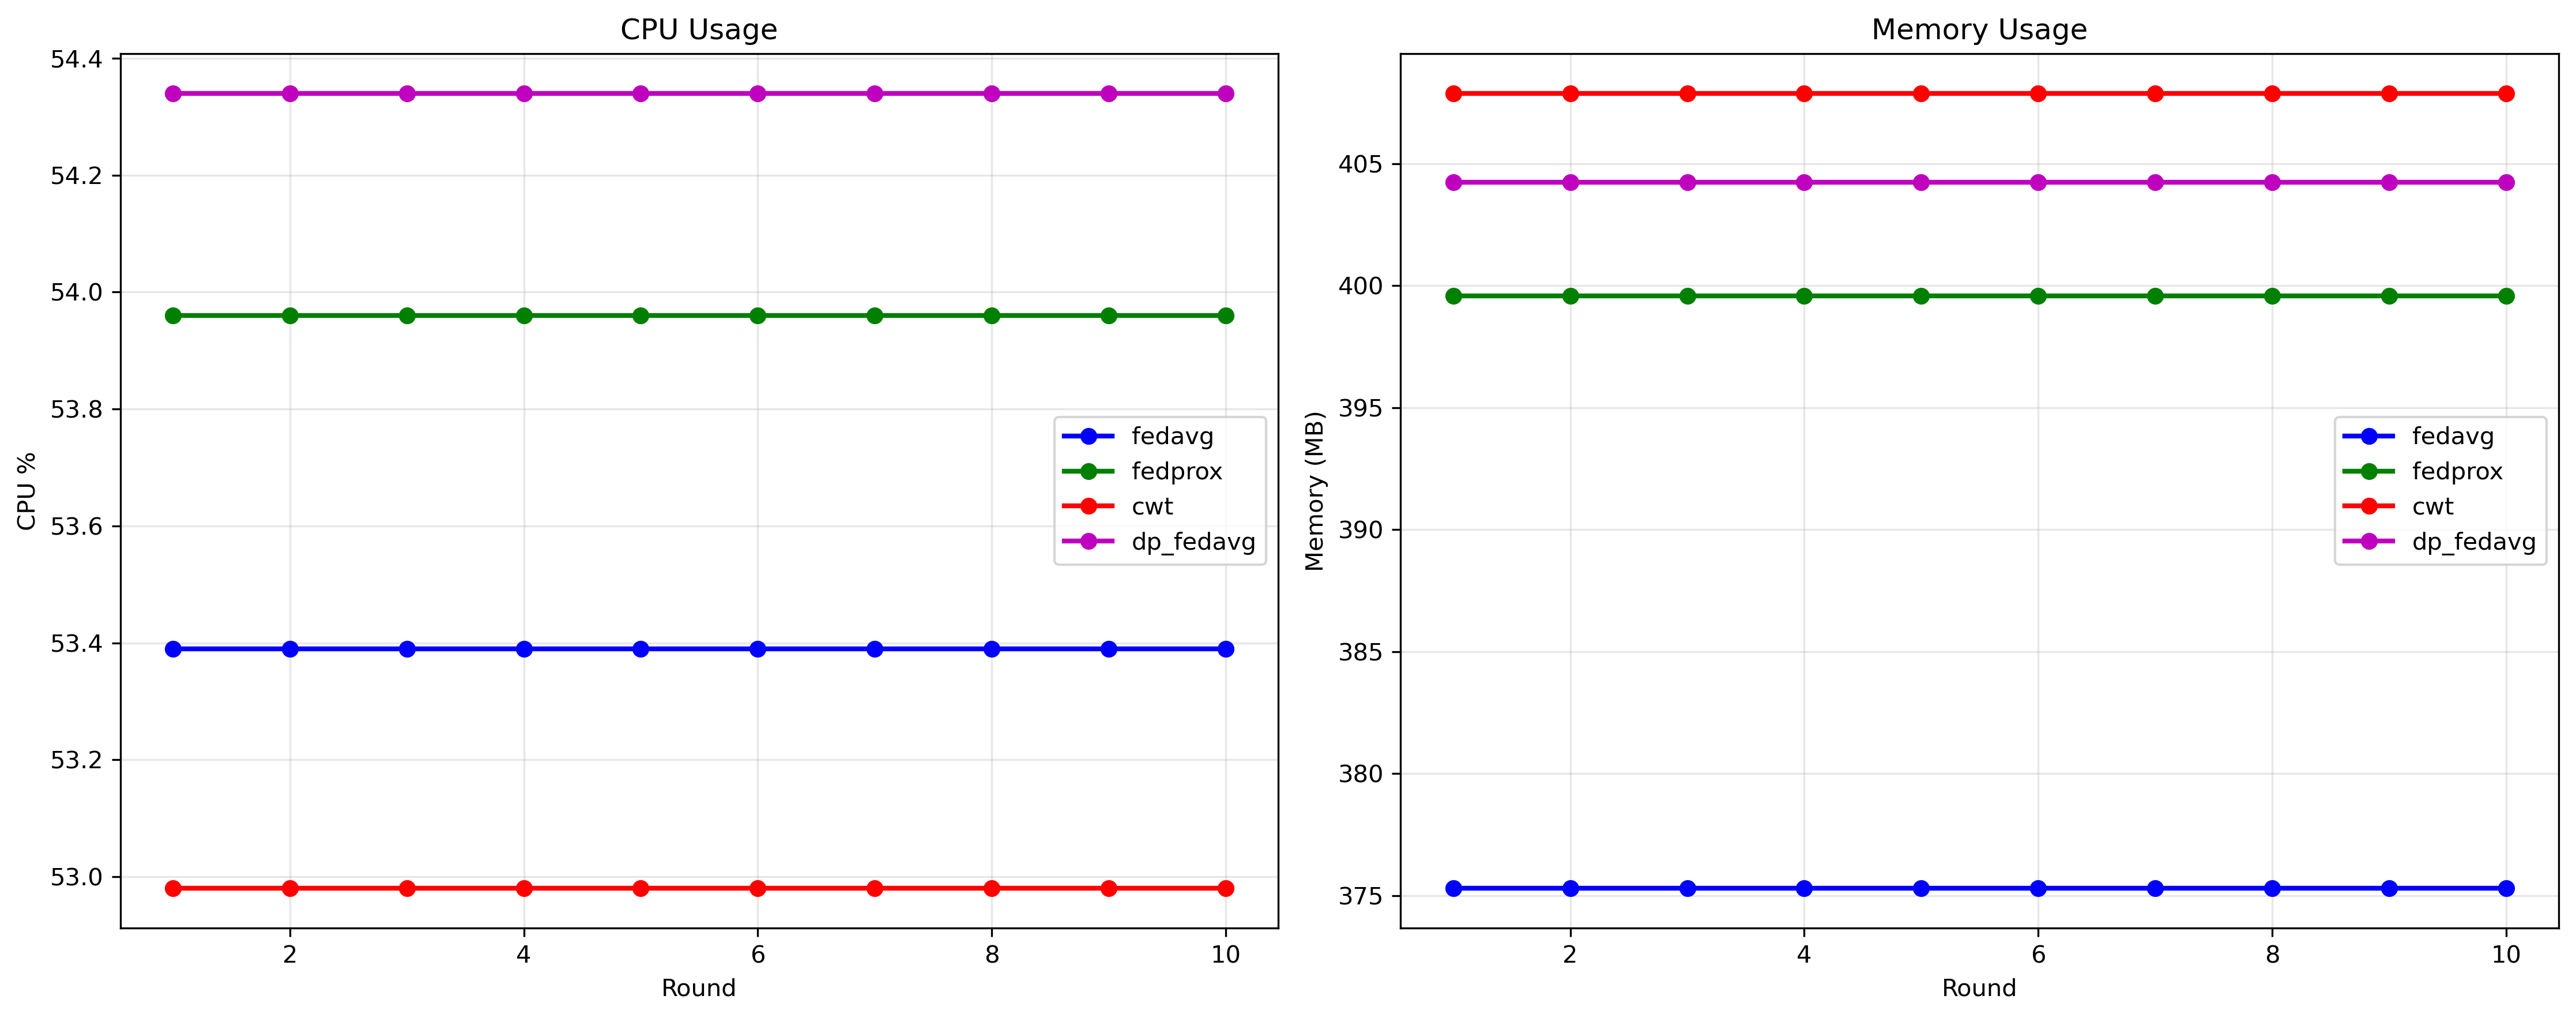 CPU Usage
54.4
54.2
54.0
53.8
53.6
53.4
53.2
53.0
CPU %
2 4 6 8 10
Round
fedavg
fedprox
cwt
dp_fedavg
Memory Usage
405
400
395
390
385
380
375
Memory (MB)
2 4 6 8 10
Round
fedavg
fedprox
cwt
dp_fedavg